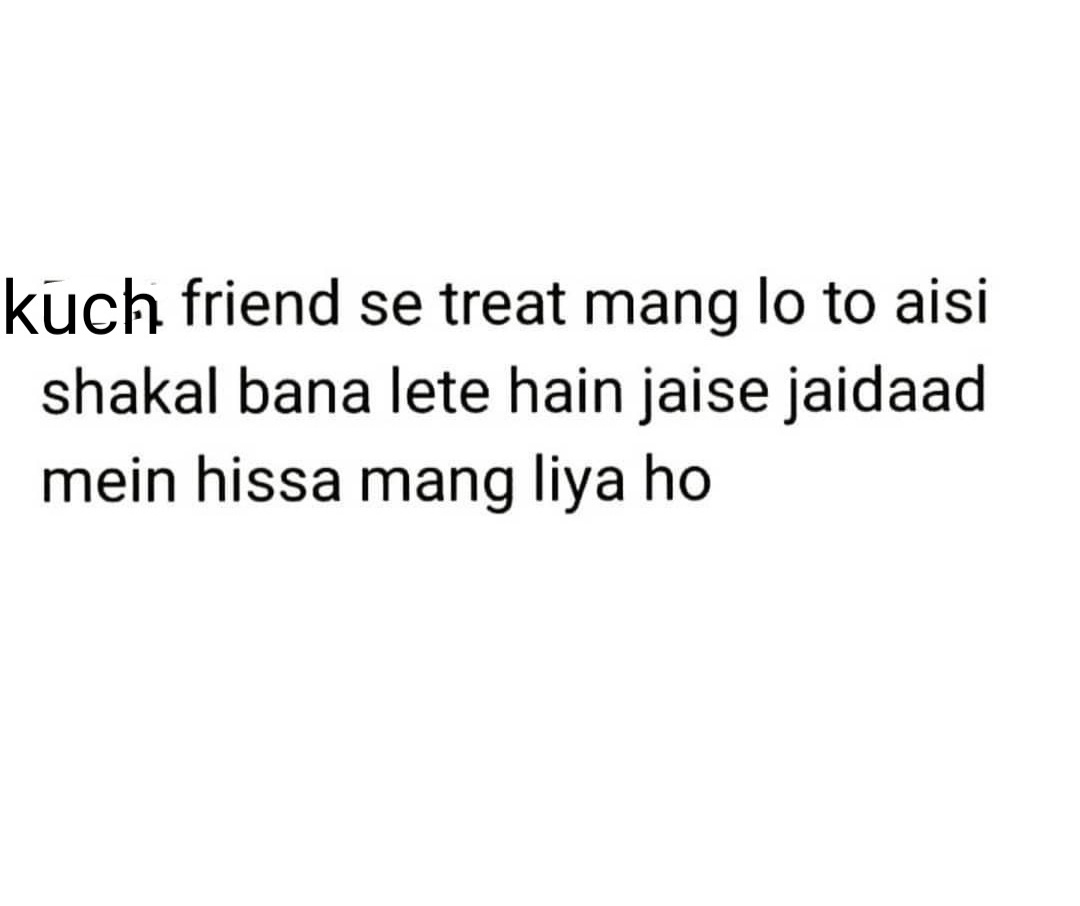 kuch friend se treat mang lo to aisi
shakal bana lete hain jaise jaidaad
mein hissa mang liya ho